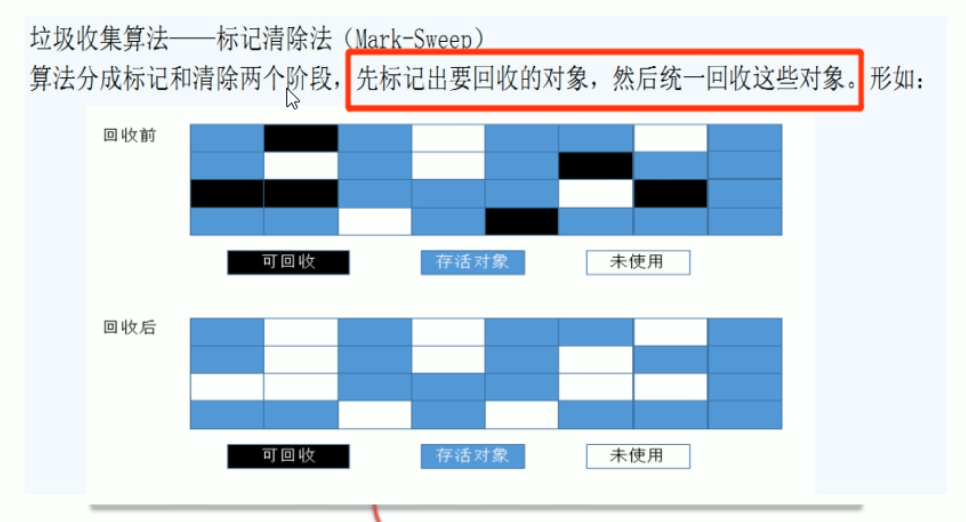 垃圾收集算法——标记清除法（Mark-Sweep）
算法分成标记和清除两个阶段，先标记出要回收的对象，然后统一回收这些对象。形如：
回收前
可回收 存活对象 未使用
回收后
可回收 存活对象 未使用